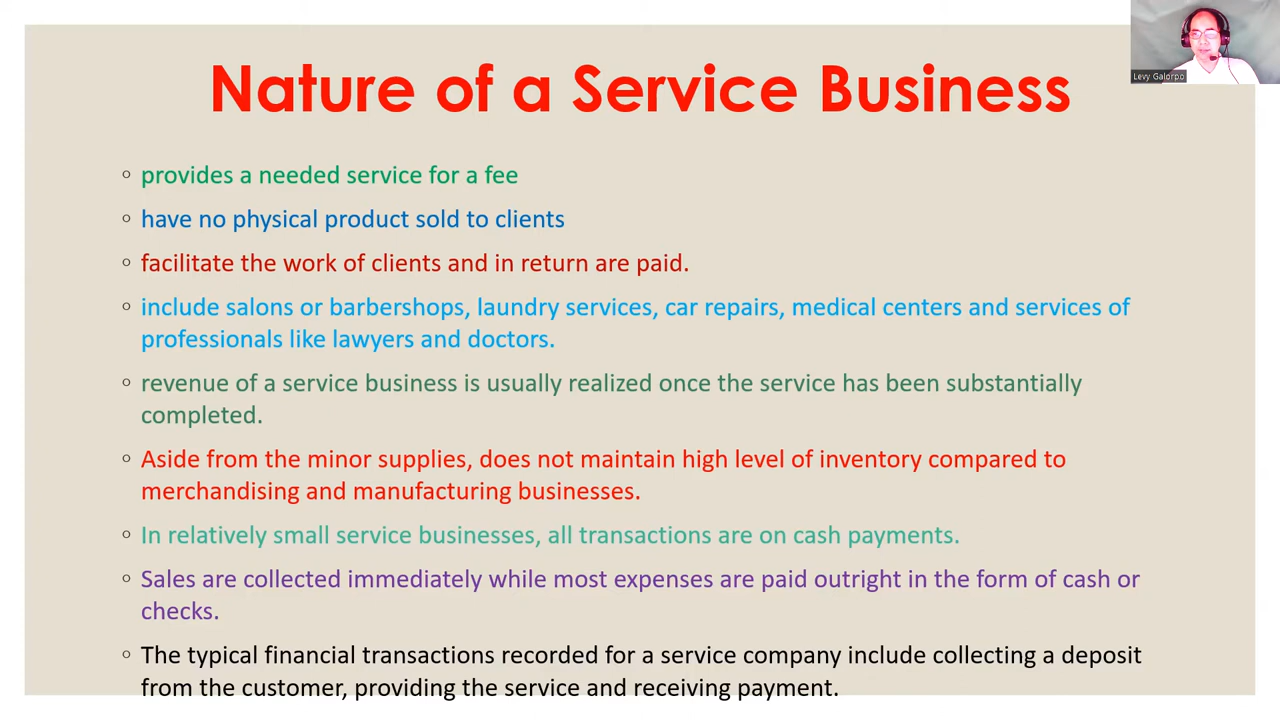 Nature of a Service Business
Levy Galorpo
◦ provides a needed service for a fee
◦ have no physical product sold to clients
◦ facilitate the work of clients and in return are paid.
◦ include salons or barbershops, laundry services, car repairs, medical centers and services of
professionals like lawyers and doctors.
◦ revenue of a service business is usually realized once the service has been substantially
completed.
◦ Aside from the minor supplies, does not maintain high level of inventory compared to
merchandising and manufacturing businesses.
◦ In relatively small service businesses, all transactions are on cash payments.
◦ Sales are collected immediately while most expenses are paid outright in the form of cash or
checks.
◦ The typical financial transactions recorded for a service company include collecting a deposit
from the customer, providing the service and receiving payment.